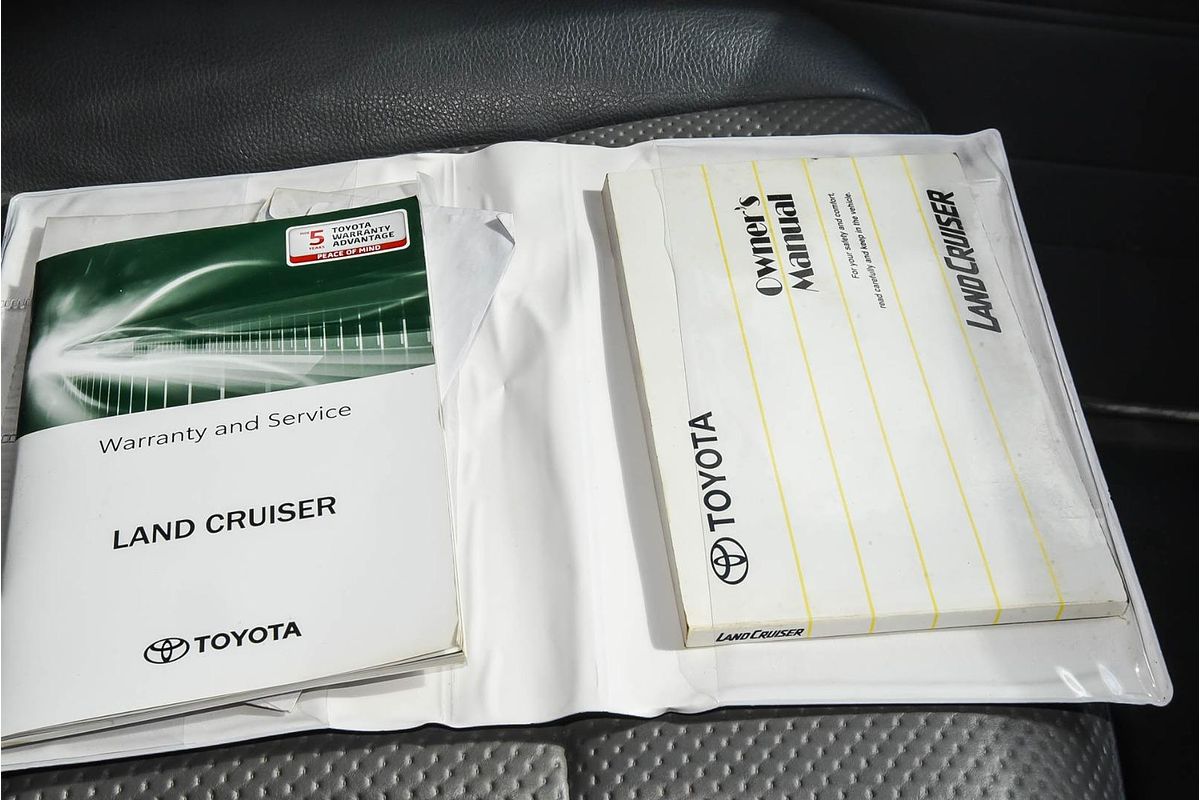 5
YEARS
TOYOTA
WARRANTY
ADVANTAGE
PEACE OF MIND
Warranty and Service
LAND CRUISER
TOYOTA
Owner's
Manual
For your safety and comfort,
read carefully and keep in the vehicle.
LAND CRUISER
TOYOTA
LAND CRUISER